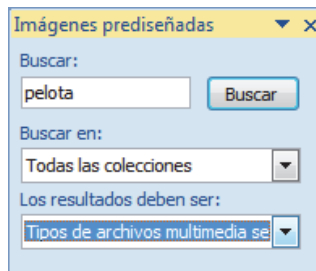 Imágenes prediseñadas
Buscar:
pelota Buscar
Buscar en:
Todas las colecciones
Los resultados deben ser:
Tipos de archivos multimedia se